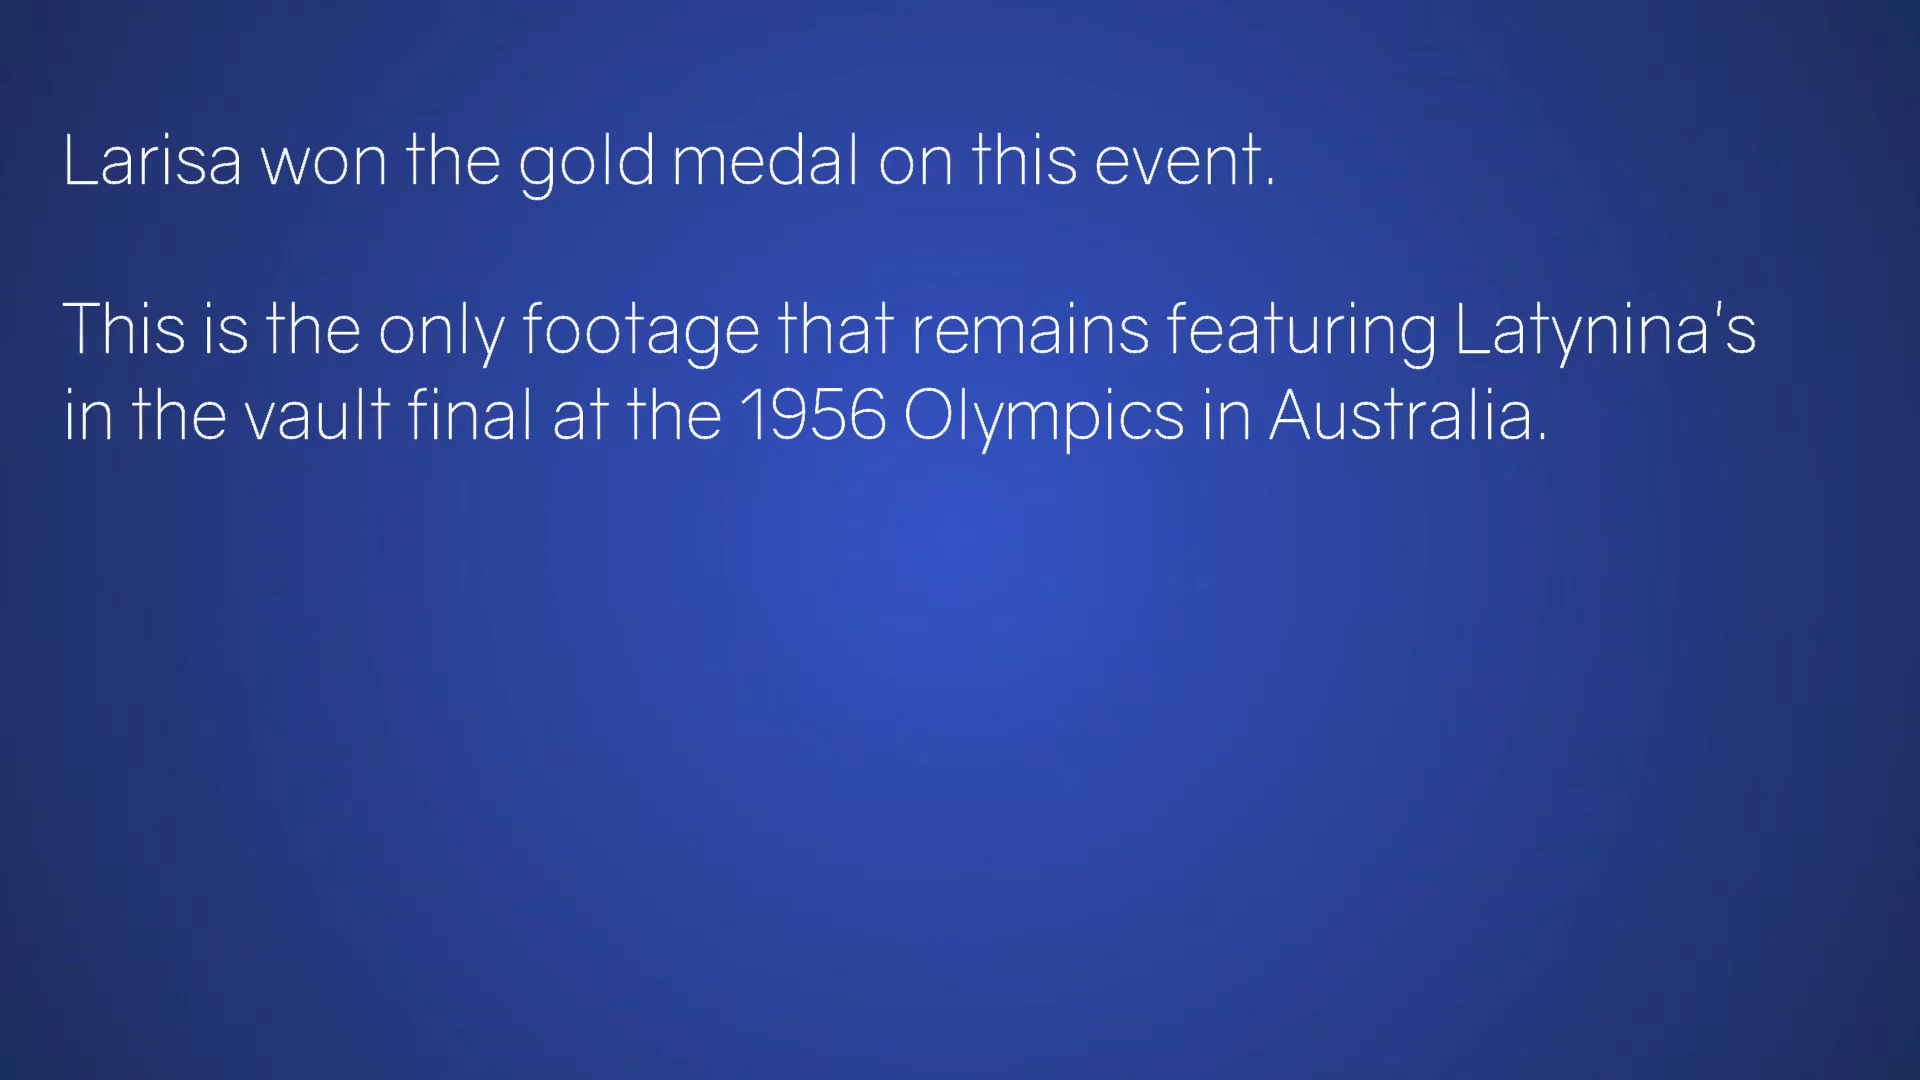 Larisa won the gold medal on this event.
This is the only footage that remains featuring Latynina's
in the vault final at the 1956 Olympics in Australia.